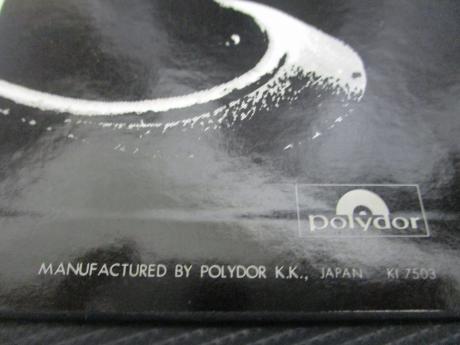 polydor
MANUFACTURED BY POLYDOR K.K., JAPAN KI 7503